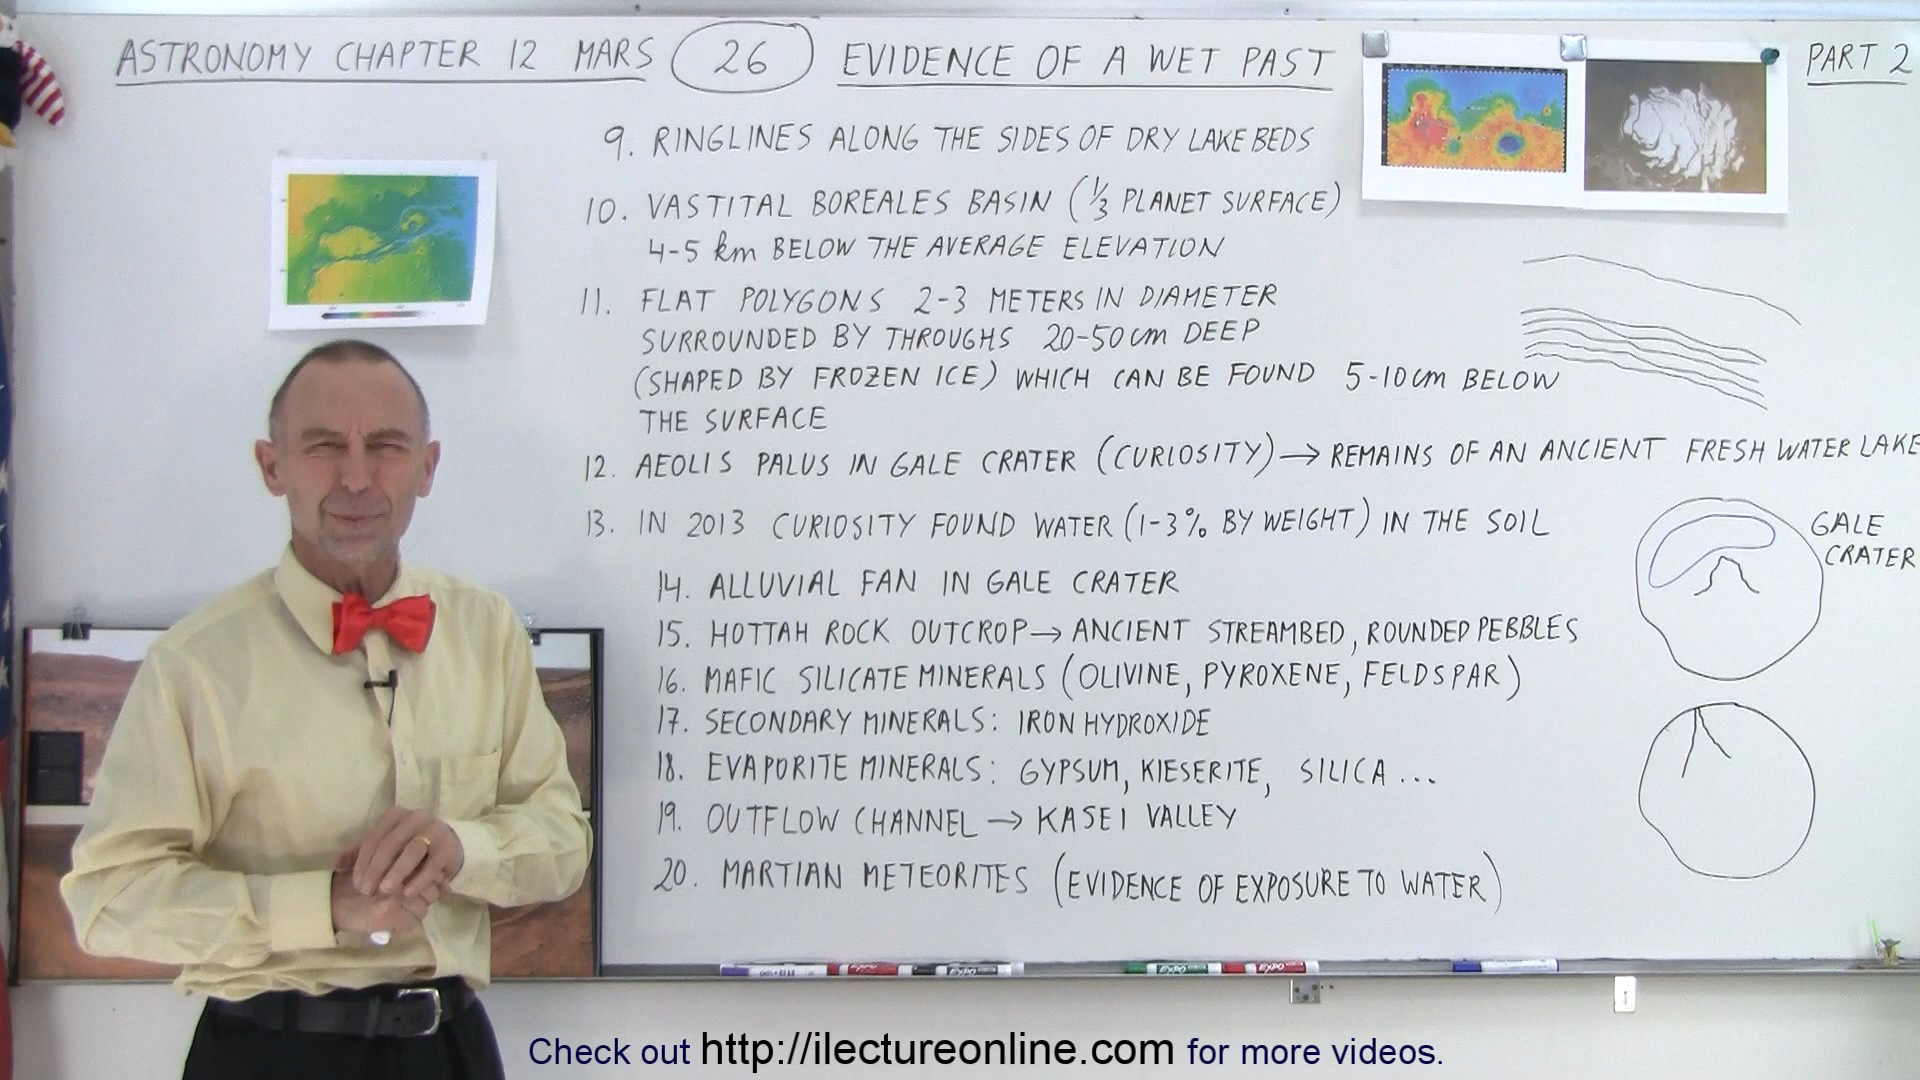 ASTRONOMY CHAPTER 12 MARS 26 EVIDENCE OF A WET PAST PART 2
9. RINGLINES ALONG THE SIDES OF DRY LAKE BEDS
10. VASTITAL BOREALES BASIN (1/3 PLANET SURFACE)
4-5 km BELOW THE AVERAGE ELEVATION
11. FLAT POLYGONS 2-3 METERS IN DIAMETER
SURROUNDED BY THROUGHS 20-50cm DEEP
(SHAPED BY FROZEN ICE) WHICH CAN BE FOUND 5-10cm BELOW
THE SURFACE
12. AEOLIS PALUS IN GALE CRATER (CURIOSITY) → REMAINS OF AN ANCIENT FRESH WATER LAKE
13. IN 2013 CURIOSITY FOUND WATER (1-3% BY WEIGHT) IN THE SOIL
GALE
CRATER
14. ALLUVIAL FAN IN GALE CRATER
15. HOTTAH ROCK OUTCROP → ANCIENT STREAMBED, ROUNDED PEBBLES
16. MAFIC SILICATE MINERALS (OLIVINE, PYROXENE, FELDSPAR)
17. SECONDARY MINERALS: IRON HYDROXIDE
18. EVAPORITE MINERALS: GYPSUM, KIESERITE, SILICA ...
19. OUTFLOW CHANNEL → KASEI VALLEY
20. MARTIAN METEORITES (EVIDENCE OF EXPOSURE TO WATER)
Check out http://ilectureonline.com for more videos.